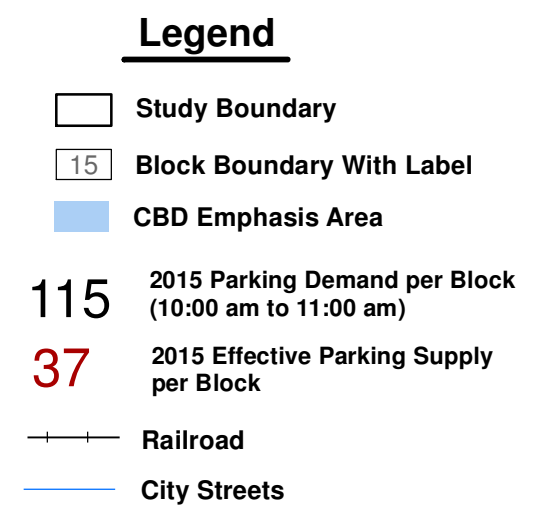 Legend
Study Boundary
15 Block Boundary With Label
CBD Emphasis Area
115 2015 Parking Demand per Block
(10:00 am to 11:00 am)
37 2015 Effective Parking Supply
per Block
Railroad
City Streets